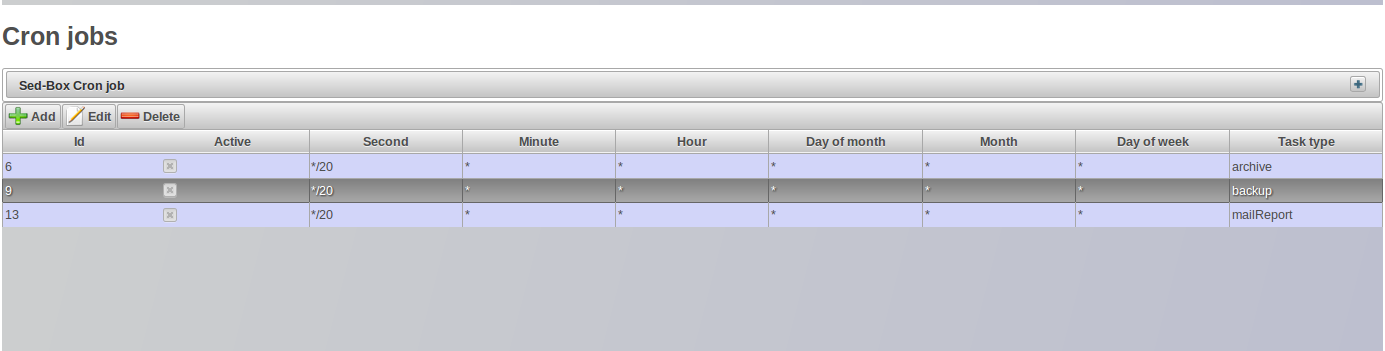 Cron jobs
Sed-Box Cron job
Add Edit Delete
Id Active Second Minute Hour Day of month Month Day of week Task type
6 */20 * * * * * archive
9 */20 * * * * * backup
13 */20 * * * * * mailReport